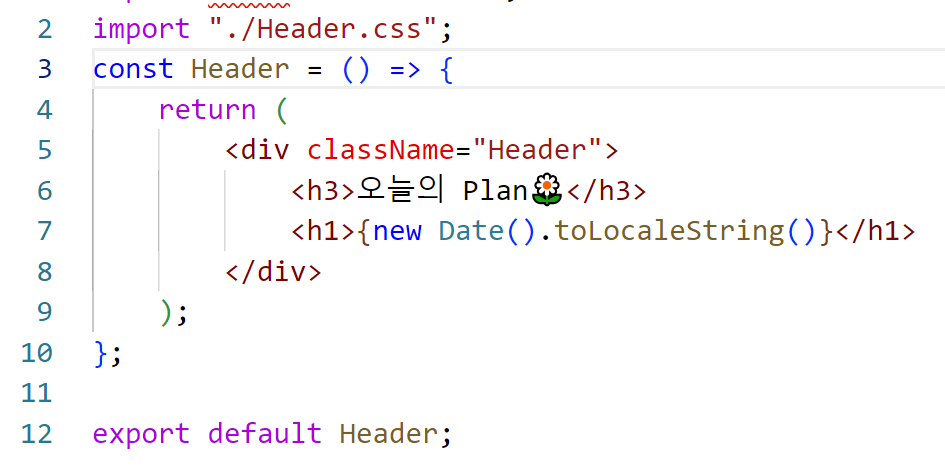 2 import "./Header.css";
3 const Header = () => {
4 return (
5 <div className="Header">
6 <h3>오늘의 Plan🌼</h3>
7 <h1>{new Date().toLocaleString()}</h1>
8 </div>
9 );
10 };
11
12 export default Header;